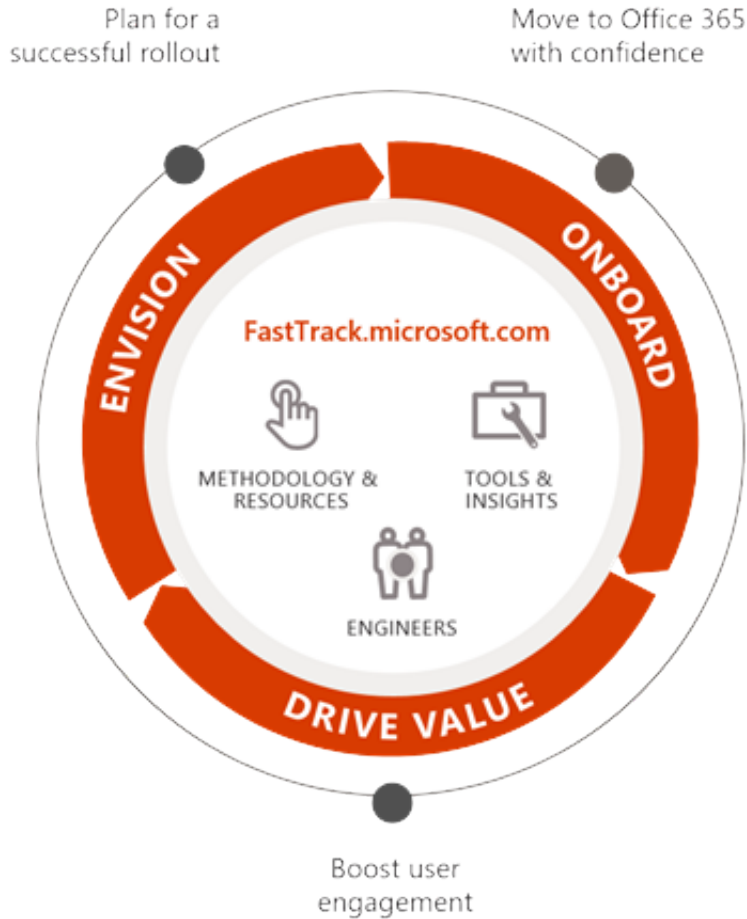 Plan for a
successful rollout
Move to Office 365
with confidence
ENVISION
ONBOARD
FastTrack.microsoft.com
METHODOLOGY &
RESOURCES
TOOLS &
INSIGHTS
ENGINEERS
DRIVE VALUE
Boost user
engagement